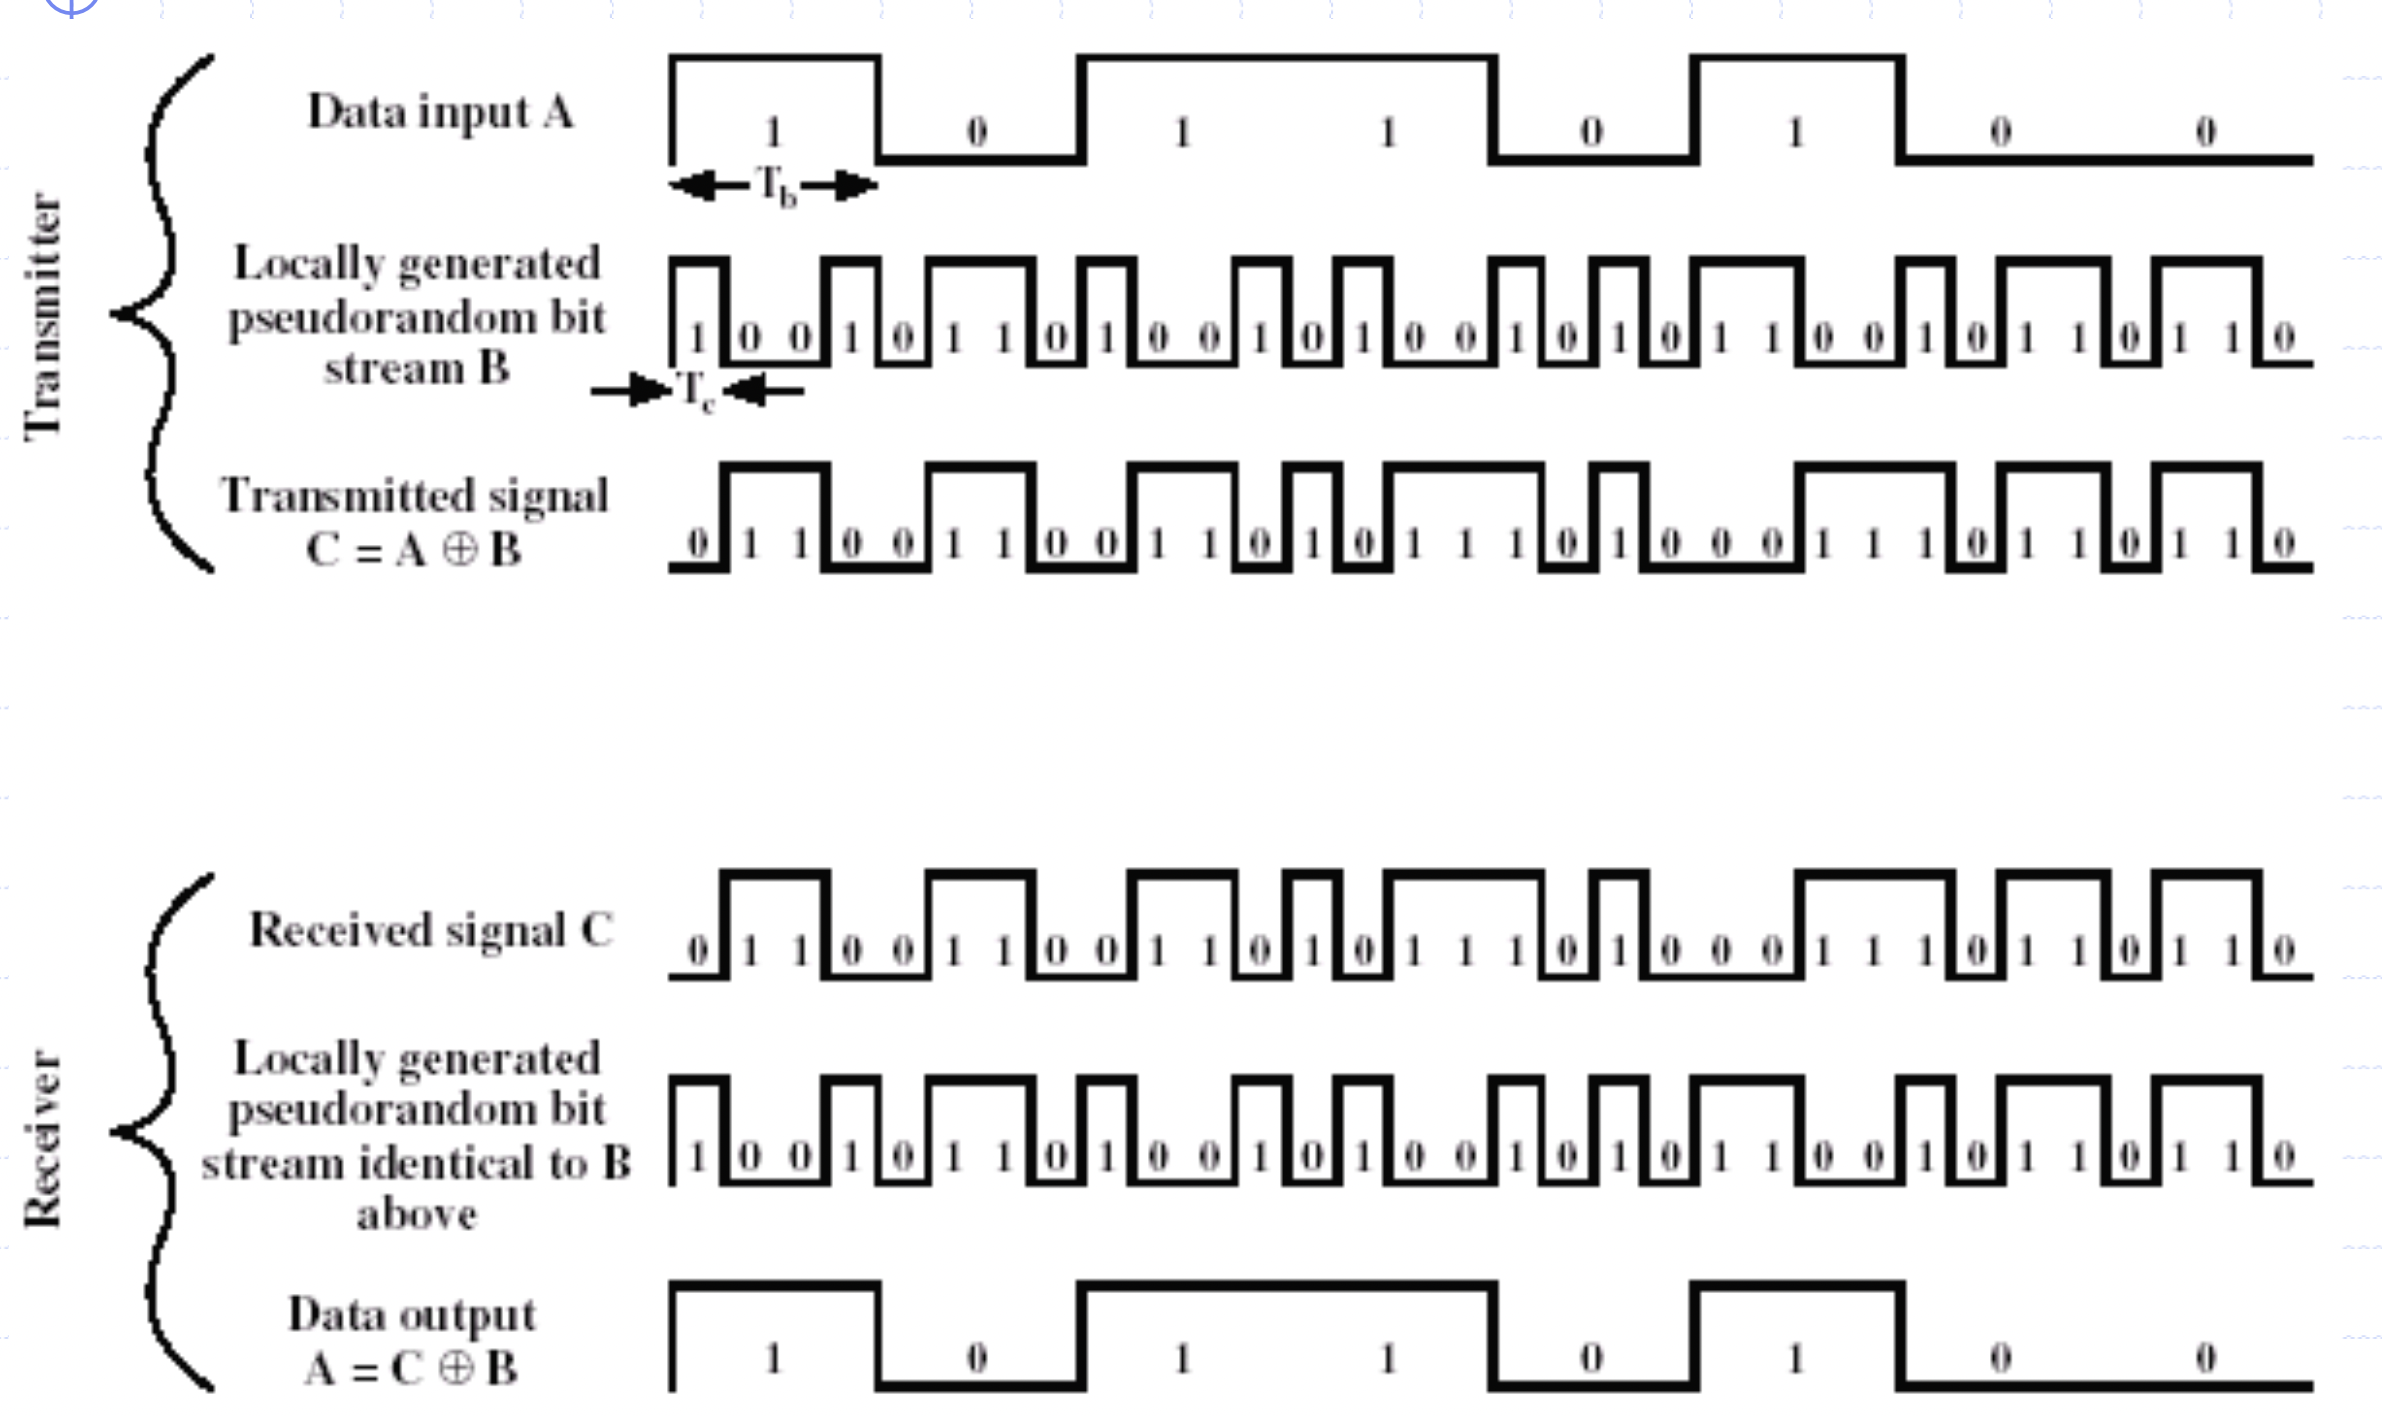 Transmitter
Data input A
1 0 1 1 0 1 0 0
Tb
Locally generated
pseudorandom bit
stream B
1 0 0 1 0 1 1 0 1 0 0 1 0 1 0 0 1 0 1 0 1 1 0 0 1 0 1 1 0 1 1 0
Tc
Transmitted signal
C = A ⊕ B
0 1 1 0 0 1 1 0 0 1 1 0 1 0 1 1 1 0 1 0 0 0 1 1 1 0 1 1 0 1 1 0
Receiver
Received signal C
0 1 1 0 0 1 1 0 0 1 1 0 1 0 1 1 1 0 1 0 0 0 1 1 1 0 1 1 0 1 1 0
Locally generated
pseudorandom bit
stream identical to B
above
1 0 0 1 0 1 1 0 1 0 0 1 0 1 0 0 1 0 1 0 1 1 0 0 1 0 1 1 0 1 1 0
Data output
A = C ⊕ B
1 0 1 1 0 1 0 0